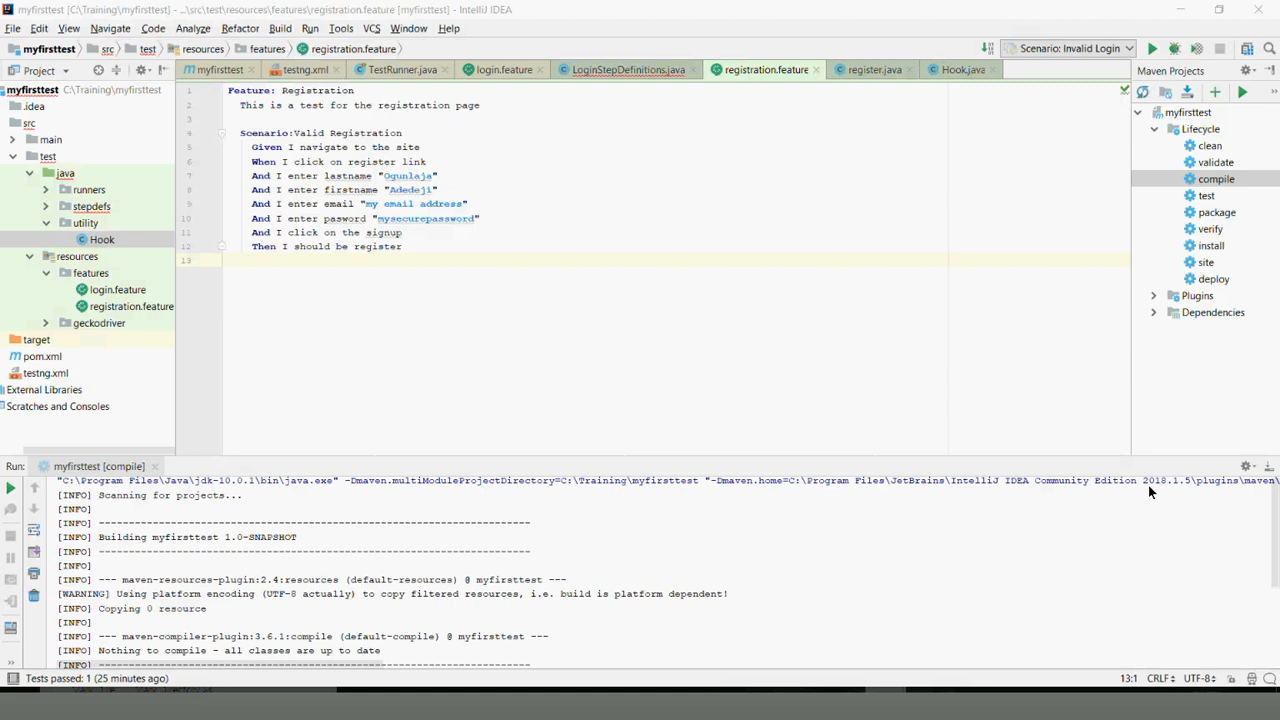 myfirsttest [C:\Training\myfirsttest] - ...\src\test\resources\features\registration.feature [myfirsttest] - IntelliJ IDEA
File Edit View Navigate Code Analyze Refactor Build Run Tools VCS Window Help
myfirsttest src test resources features registration.feature Scenario: Invalid Login
Project myfirsttest testng.xml TestRunner.java login.feature LoginStepDefinitions.java registration.feature register.java Hook.java Maven Projects
myfirsttest C:\Training\myfirsttest
.idea
src
main
test
java
runners
stepdefs
utility
Hook
resources
features
login.feature
registration.feature
geckodriver
target
pom.xml
testng.xml
External Libraries
Scratches and Consoles
1 Feature: Registration
2 This is a test for the registration page
3
4 Scenario:Valid Registration
5 Given I navigate to the site
6 When I click on register link
7 And I enter lastname "Ogunlaja"
8 And I enter firstname "Adedeji"
9 And I enter email "my email address"
10 And I enter pasword "mysecurepassword"
11 And I click on the signup
12 Then I should be register
13
myfirsttest
Lifecycle
clean
validate
compile
test
package
verify
install
site
deploy
Plugins
Dependencies
Run: myfirsttest [compile]
"C:\Program Files\Java\jdk-10.0.1\bin\java.exe" -Dmaven.multiModuleProjectDirectory=C:\Training\myfirsttest "-Dmaven.home=C:\Program Files\JetBrains\IntelliJ IDEA Community Edition 2018.1.5\plugins\maven\
[INFO] Scanning for projects...
[INFO]
[INFO] ------------------------------------------------------------------------
[INFO] Building myfirsttest 1.0-SNAPSHOT
[INFO] ------------------------------------------------------------------------
[INFO]
[INFO] --- maven-resources-plugin:2.4:resources (default-resources) @ myfirsttest ---
[WARNING] Using platform encoding (UTF-8 actually) to copy filtered resources, i.e. build is platform dependent!
[INFO] Copying 0 resource
[INFO]
[INFO] --- maven-compiler-plugin:3.6.1:compile (default-compile) @ myfirsttest ---
[INFO] Nothing to compile - all classes are up to date
[INFO] ------------------------------------------------------------------------
Tests passed: 1 (25 minutes ago) 13:1 CRLF UTF-8